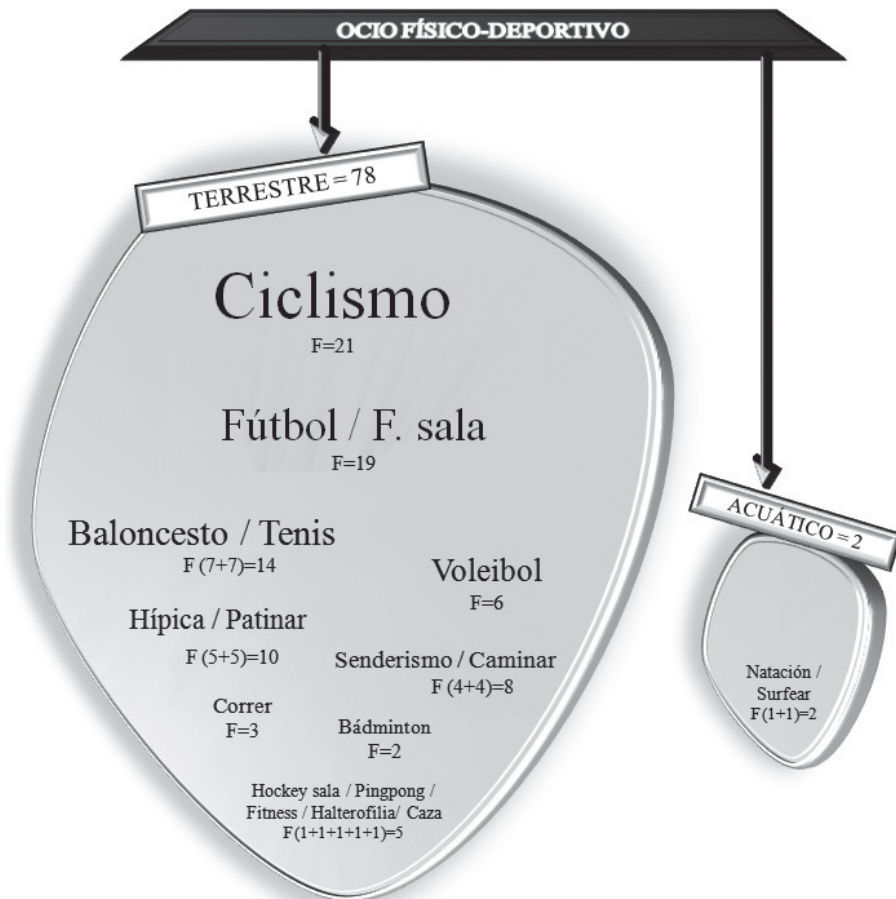 OCIO FÍSICO-DEPORTIVO
TERRESTRE = 78
Ciclismo
F=21
Fútbol / F. sala
F=19
Baloncesto / Tenis
F (7+7)=14
Voleibol
F=6
Hípica / Patinar
F (5+5)=10
Senderismo / Caminar
F (4+4)=8
Correr
F=3
Bádminton
F=2
Hockey sala / Pingpong /
Fitness / Halterofilia/ Caza
F (1+1+1+1+1)=5
ACUÁTICO = 2
Natación /
Surfear
F (1+1)=2